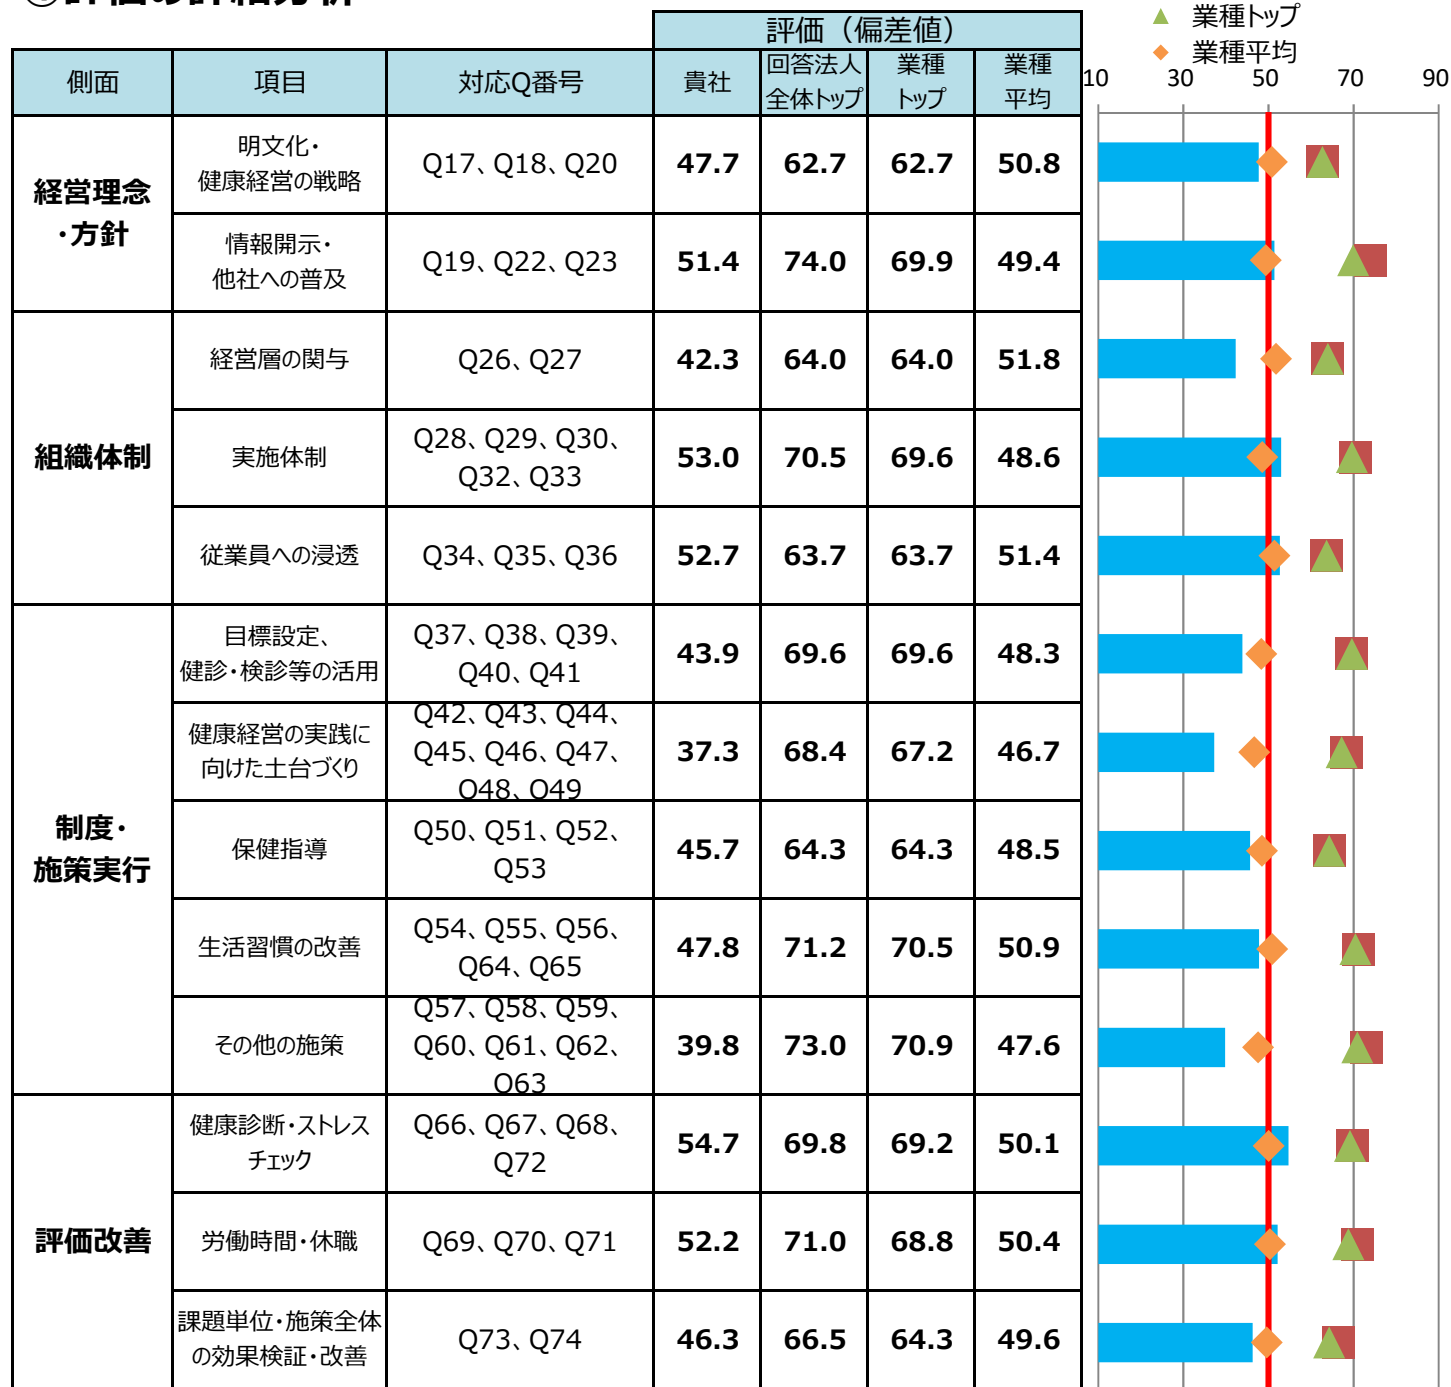 ①評価の詳細分析
▲ 業種トップ
◆ 業種平均
評価（偏差値）
側面 項目 対応Q番号 貴社 回答法人全体トップ 業種トップ 業種平均
10 30 50 70 90
経営理念・方針
明文化・健康経営の戦略 Q17、Q18、Q20 47.7 62.7 62.7 50.8
情報開示・他社への普及 Q19、Q22、Q23 51.4 74.0 69.9 49.4
組織体制
経営層の関与 Q26、Q27 42.3 64.0 64.0 51.8
実施体制 Q28、Q29、Q30、Q32、Q33 53.0 70.5 69.6 48.6
従業員への浸透 Q34、Q35、Q36 52.7 63.7 63.7 51.4
制度・施策実行
目標設定、健診・検診等の活用 Q37、Q38、Q39、Q40、Q41 43.9 69.6 69.6 48.3
健康経営の実践に向けた土台づくり Q42、Q43、Q44、Q45、Q46、Q47、Q48、Q49 37.3 68.4 67.2 46.7
保健指導 Q50、Q51、Q52、Q53 45.7 64.3 64.3 48.5
生活習慣の改善 Q54、Q55、Q56、Q64、Q65 47.8 71.2 70.5 50.9
その他の施策 Q57、Q58、Q59、Q60、Q61、Q62、Q63 39.8 73.0 70.9 47.6
評価改善
健康診断・ストレスチェック Q66、Q67、Q68、Q72 54.7 69.8 69.2 50.1
労働時間・休職 Q69、Q70、Q71 52.2 71.0 68.8 50.4
課題単位・施策全体の効果検証・改善 Q73、Q74 46.3 66.5 64.3 49.6